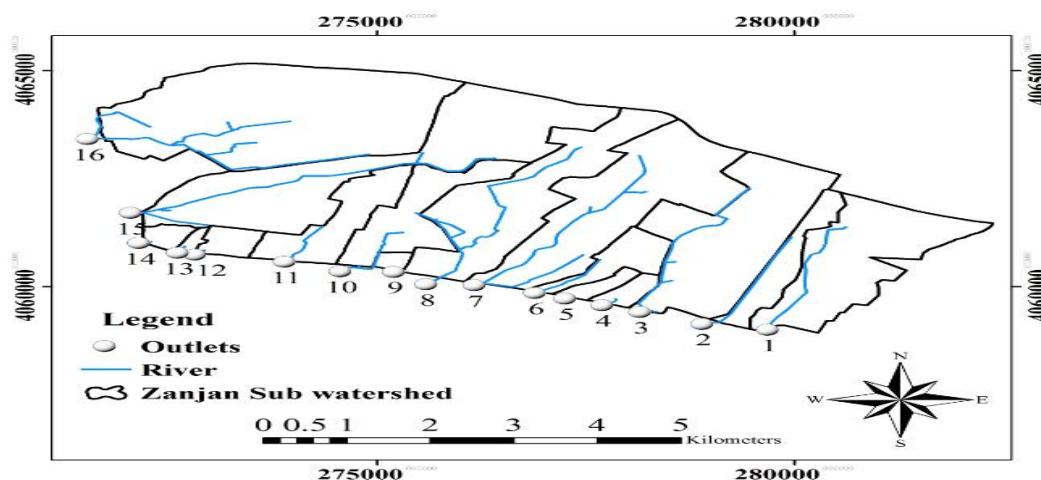 275000 280000
4065000 4065000
16
15
14 13 12 11 10 9 8 7 6 5 4 3 2 1
4060000 4060000
Legend
Outlets
River
Zanjan Sub watershed
N
W E
S
0 0.5 1 2 3 4 5
Kilometers
275000 280000